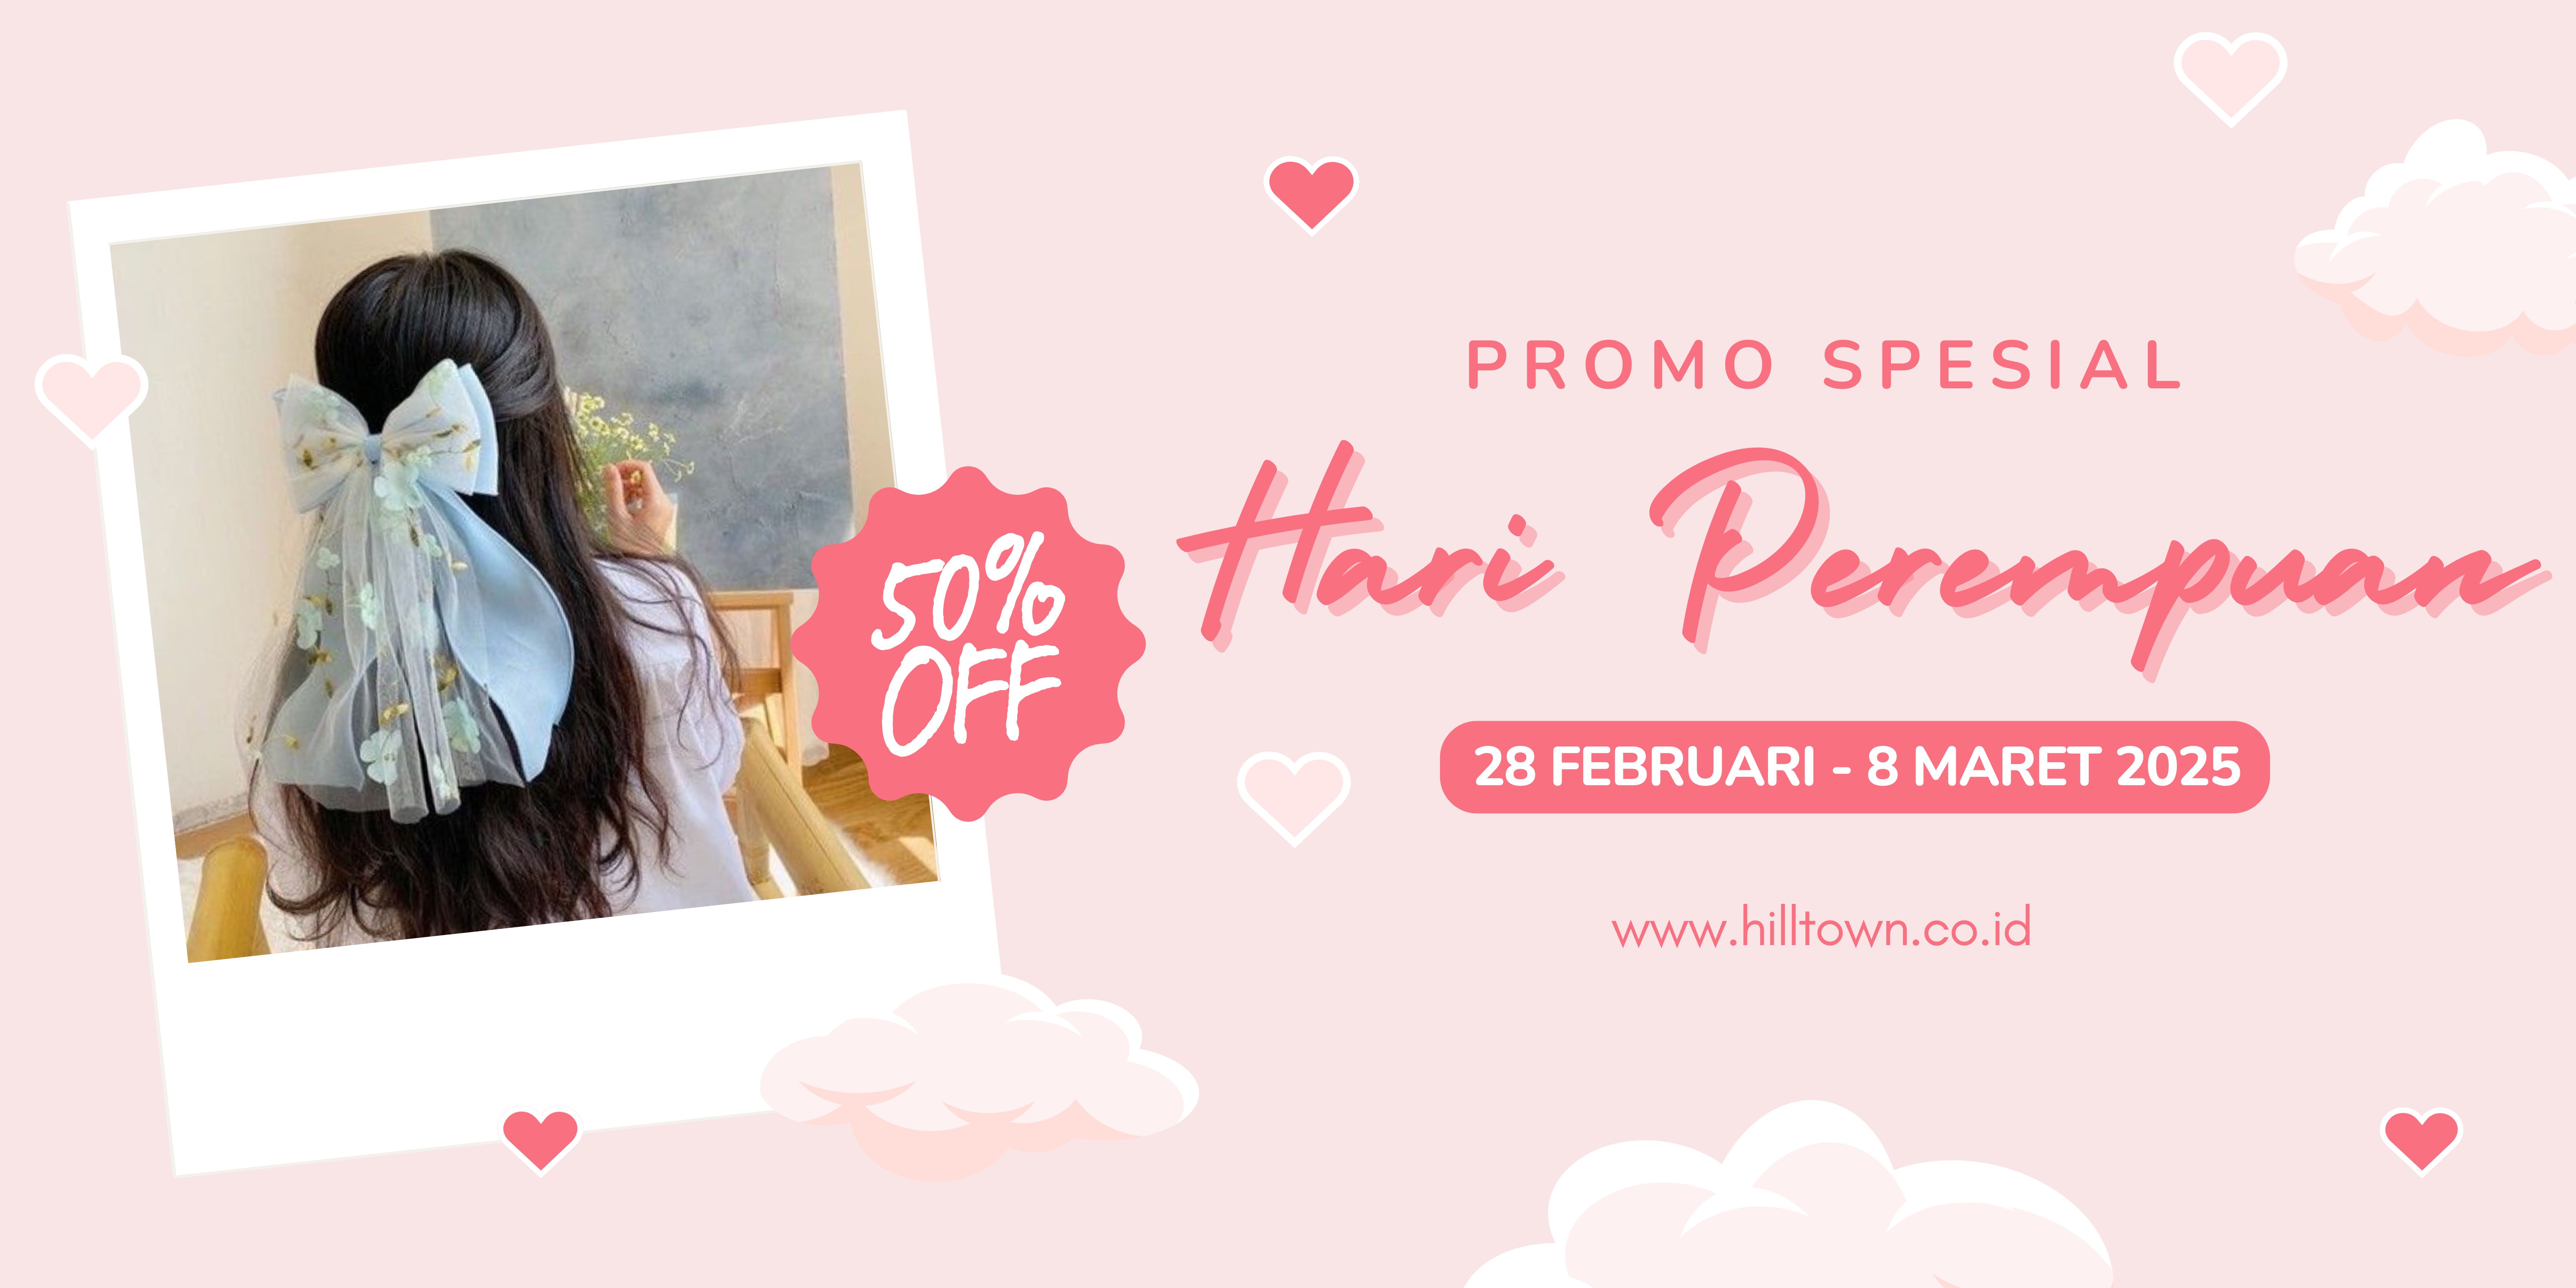 PROMO SPESIAL
Hari Perempuan
50%
OFF
28 FEBRUARI - 8 MARET 2025
www.hilltown.co.id